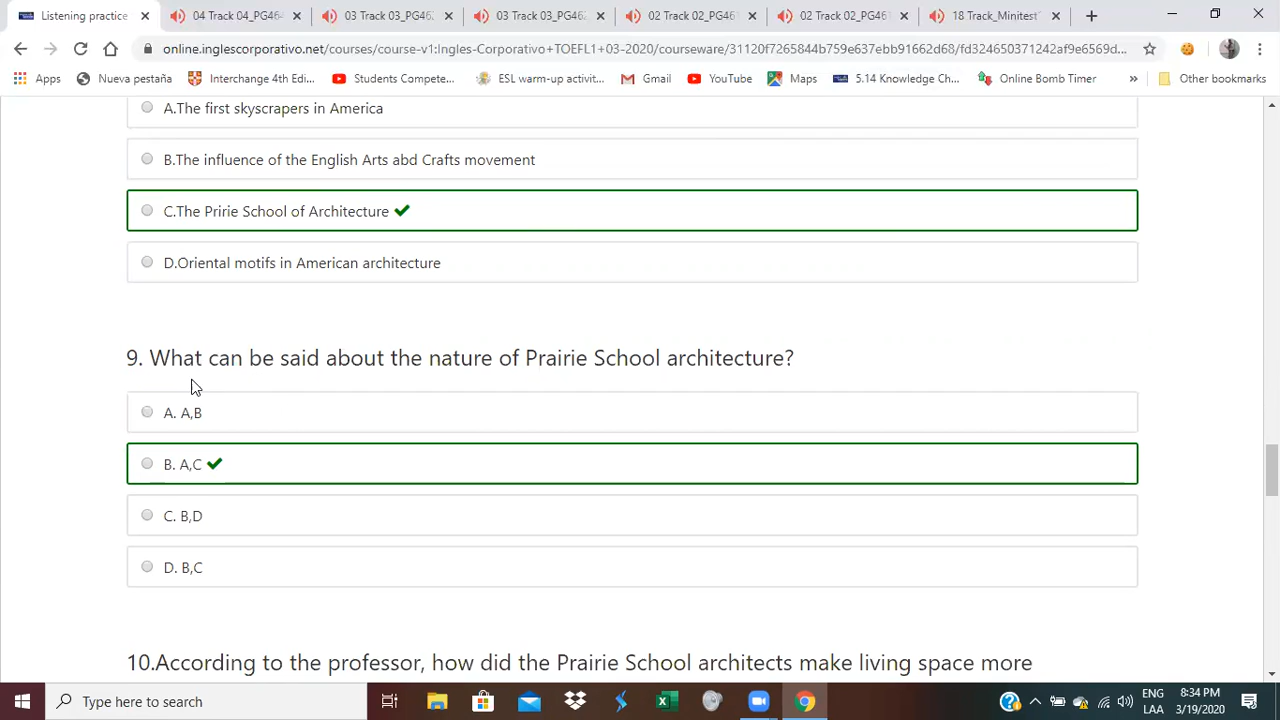 Listening practice
04 Track 04_PG464
03 Track 03_PG462
03 Track 03_PG462
02 Track 02_PG4
02 Track 02_PG461
18 Track_Minitest
online.inglescorporativo.net/courses/course-v1:Ingles-Corporativo+TOEFL1+03-2020/courseware/31120f7265844b759e637ebb91662d68/fd324650371242af9e6569d...
Apps
Nueva pestaña
Interchange 4th Edi...
Students Compete...
ESL warm-up activit...
Gmail
YouTube
Maps
5.14 Knowledge Ch...
Online Bomb Timer
»
Other bookmarks
A.The first skyscrapers in America
B.The influence of the English Arts abd Crafts movement
C.The Pririe School of Architecture
D.Oriental motifs in American architecture
9. What can be said about the nature of Prairie School architecture?
A. A,B
B. A,C
C. B,D
D. B,C
10.According to the professor, how did the Prairie School architects make living space more
Type here to search
ENG
LAA
8:34 PM
3/19/2020